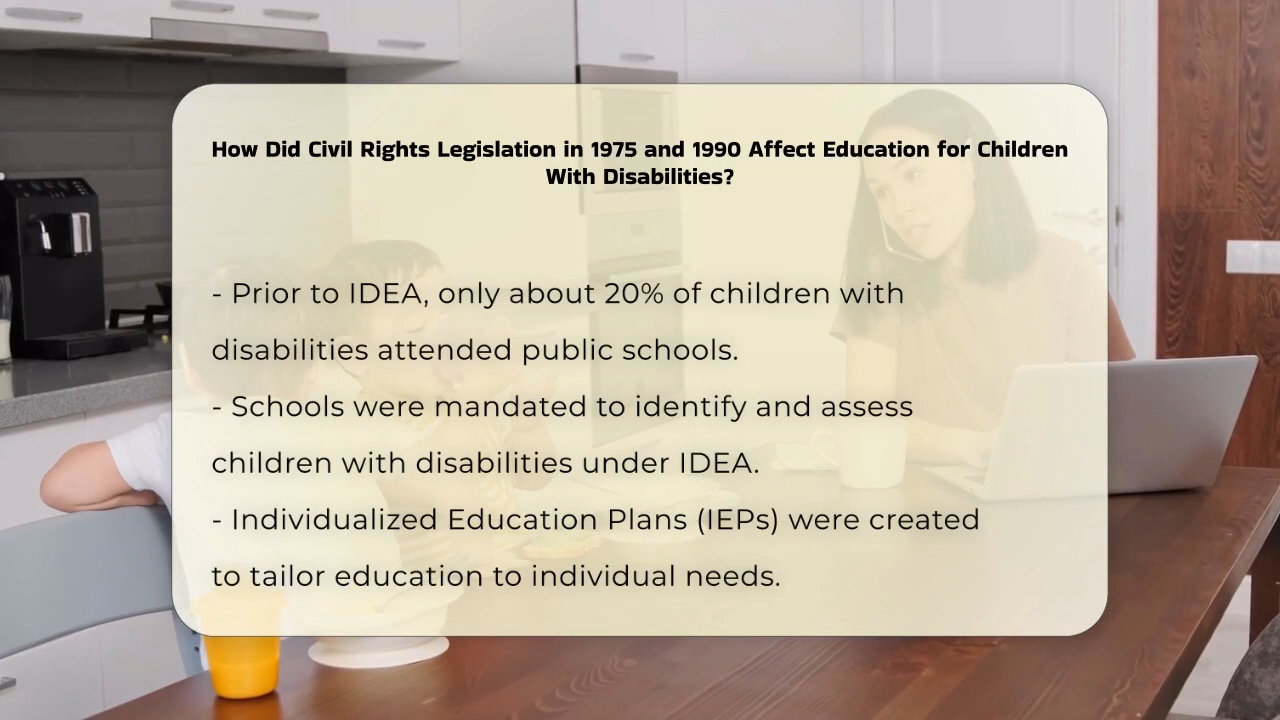 How Did Civil Rights Legislation in 1975 and 1990 Affect Education for Children
With Disabilities?
- Prior to IDEA, only about 20% of children with
disabilities attended public schools.
- Schools were mandated to identify and assess
children with disabilities under IDEA.
- Individualized Education Plans (IEPs) were created
to tailor education to individual needs.